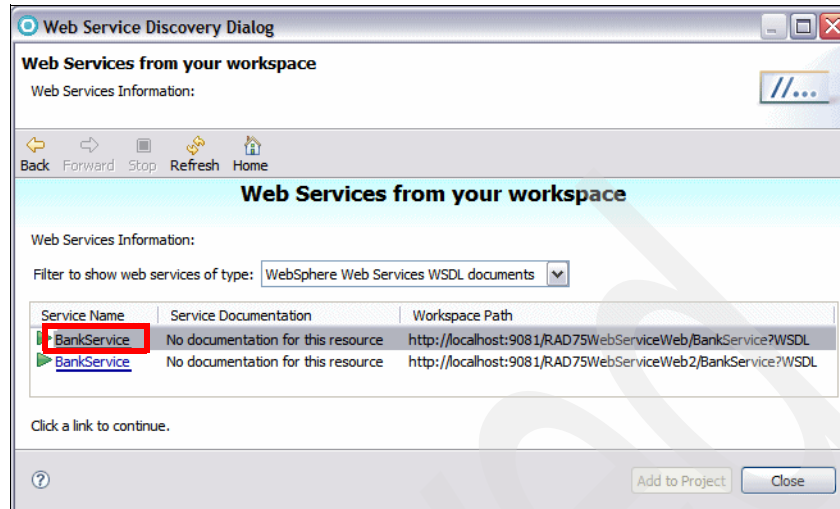 Web Service Discovery Dialog
Web Services from your workspace
Web Services Information:
//...
Back Forward Stop Refresh Home
Web Services from your workspace
Web Services Information:
Filter to show web services of type: WebSphere Web Services WSDL documents
Service Name Service Documentation Workspace Path
BankService No documentation for this resource http://localhost:9081/RAD75WebServiceWeb/BankService?WSDL
BankService No documentation for this resource http://localhost:9081/RAD75WebServiceWeb2/BankService?WSDL
Click a link to continue.
? Add to Project Close